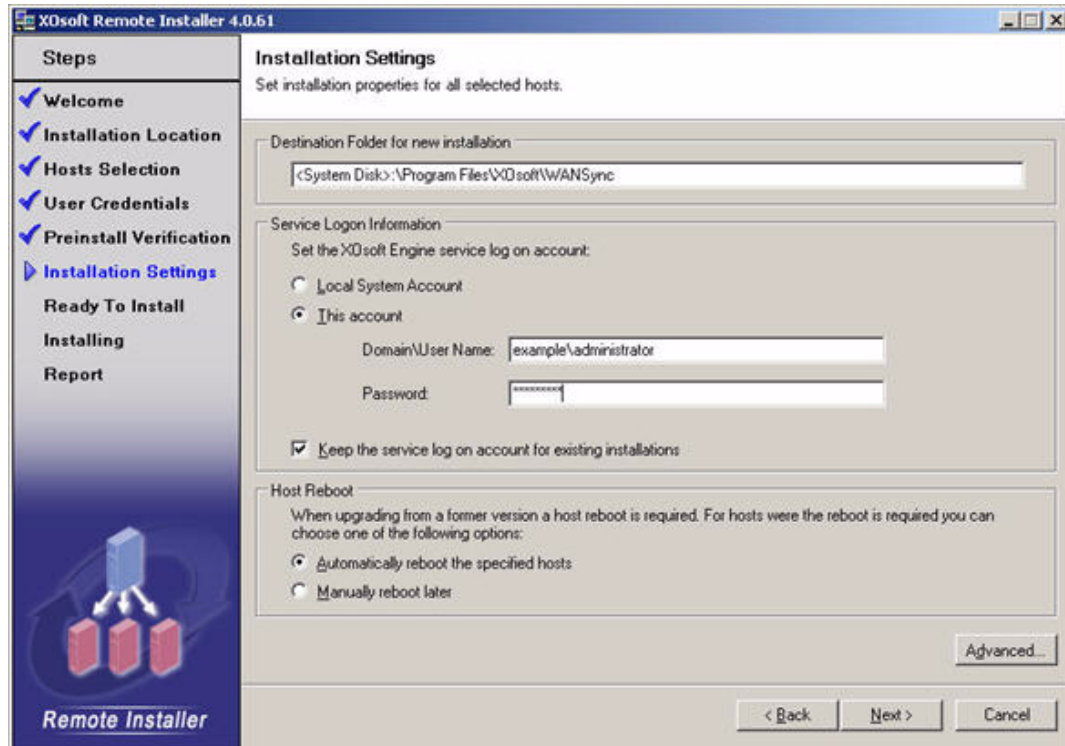 XOsoft Remote Installer 4.0.61
Steps
Welcome
Installation Location
Hosts Selection
User Credentials
Preinstall Verification
Installation Settings
Ready To Install
Installing
Report
Remote Installer
Installation Settings
Set installation properties for all selected hosts.
Destination Folder for new installation
<System Disk>:\Program Files\XOsoft\WANSync
Service Logon Information
Set the XOsoft Engine service log on account:
Local System Account
This account
Domain\User Name: example\administrator
Password: *********
Keep the service log on account for existing installations
Host Reboot
When upgrading from a former version a host reboot is required. For hosts were the reboot is required you can
choose one of the following options:
Automatically reboot the specified hosts
Manually reboot later
Advanced...
< Back Next > Cancel